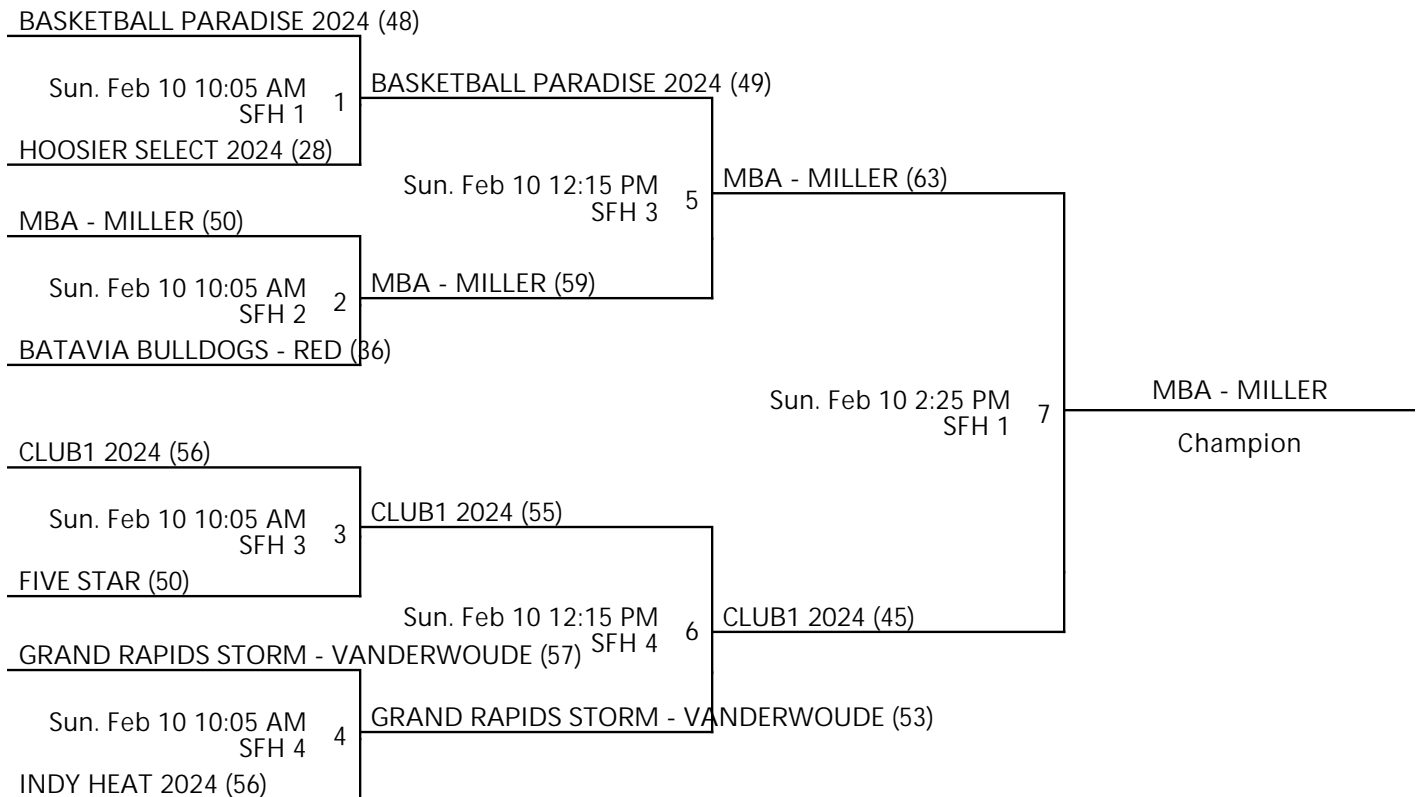 BASKETBALL PARADISE 2024 (48)
Sun. Feb 10 10:05 AM
SFH 1
1
HOOSIER SELECT 2024 (28)
BASKETBALL PARADISE 2024 (49)
MBA - MILLER (50)
Sun. Feb 10 10:05 AM
SFH 2
2
BATAVIA BULLDOGS - RED (36)
MBA - MILLER (59)
Sun. Feb 10 12:15 PM
SFH 3
5
MBA - MILLER (63)
CLUB1 2024 (56)
Sun. Feb 10 10:05 AM
SFH 3
3
FIVE STAR (50)
CLUB1 2024 (55)
GRAND RAPIDS STORM - VANDERWOUDE (57)
Sun. Feb 10 10:05 AM
SFH 4
4
INDY HEAT 2024 (56)
GRAND RAPIDS STORM - VANDERWOUDE (53)
Sun. Feb 10 12:15 PM
SFH 4
6
CLUB1 2024 (45)
Sun. Feb 10 2:25 PM
SFH 1
7
MBA - MILLER
Champion